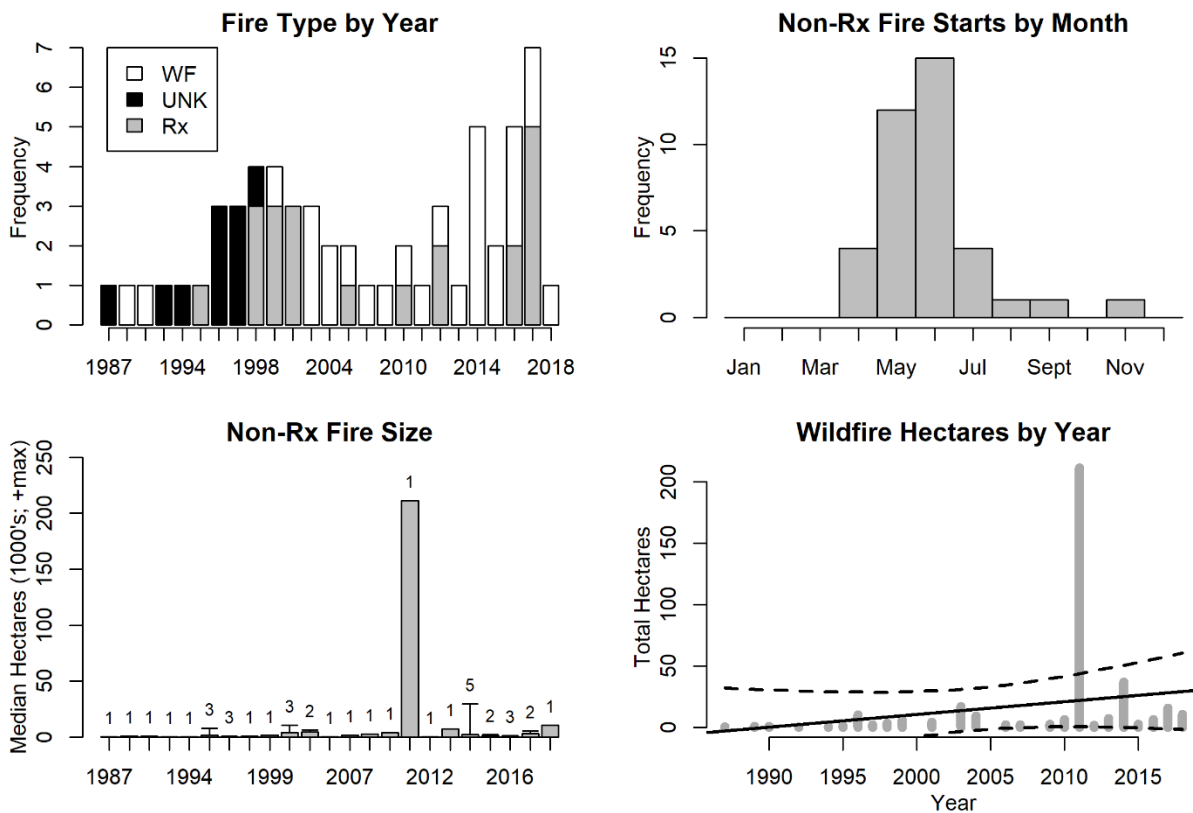 Fire Type by Year
Frequency
0 1 2 3 4 5 6 7
WF
UNK
Rx
1987 1994 1998 2004 2010 2014 2018
Non-Rx Fire Starts by Month
Frequency
0 5 10 15
Jan Mar May Jul Sept Nov
Non-Rx Fire Size
Median Hectares (1000's; +max)
0 50 100 150 200 250
1 1 1 1 1 3 3 1 3 2 1 1 1 1 1 1 1 5 2 3 2 1
1987 1994 1999 2007 2012 2016
Wildfire Hectares by Year
Total Hectares
0 50 100 150 200
1990 1995 2000 2005 2010 2015
Year